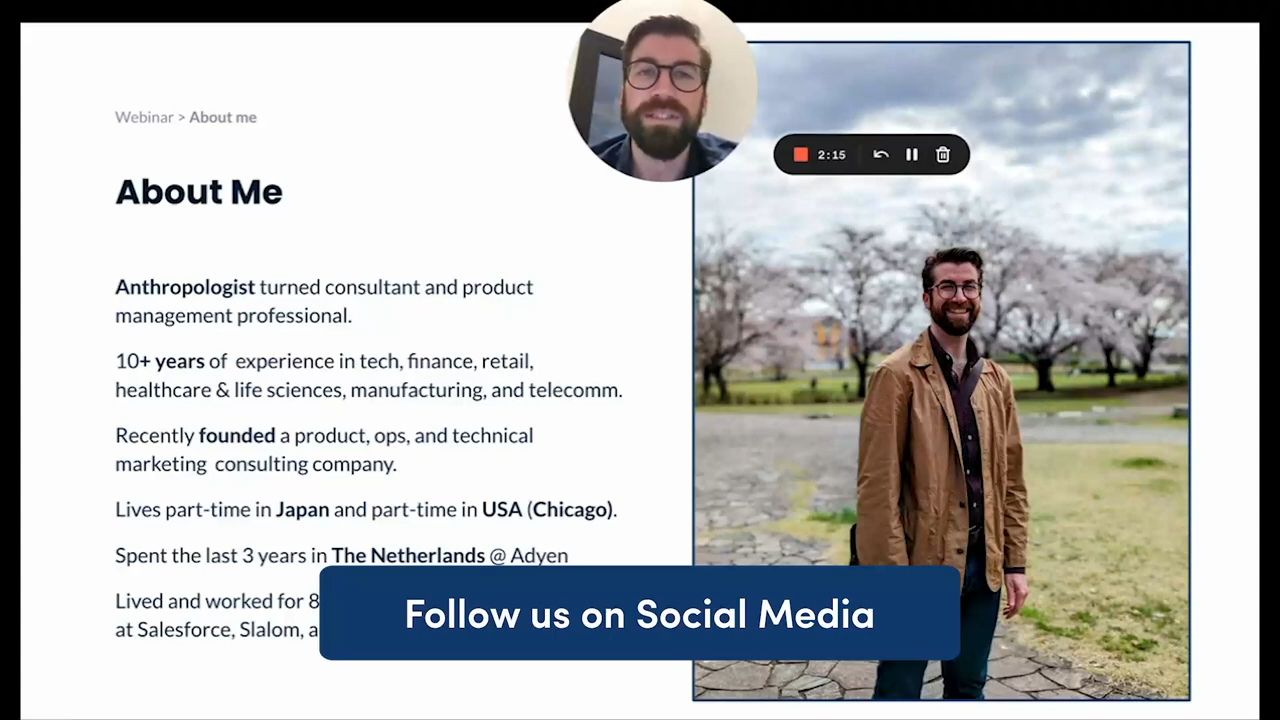 Webinar > About me
2:15
About Me
Anthropologist turned consultant and product
management professional.
10+ years of experience in tech, finance, retail,
healthcare & life sciences, manufacturing, and telecomm.
Recently founded a product, ops, and technical
marketing consulting company.
Lives part-time in Japan and part-time in USA (Chicago).
Spent the last 3 years in The Netherlands @ Adyen
Lived and worked for 8
at Salesforce, Slalom, a
Follow us on Social Media